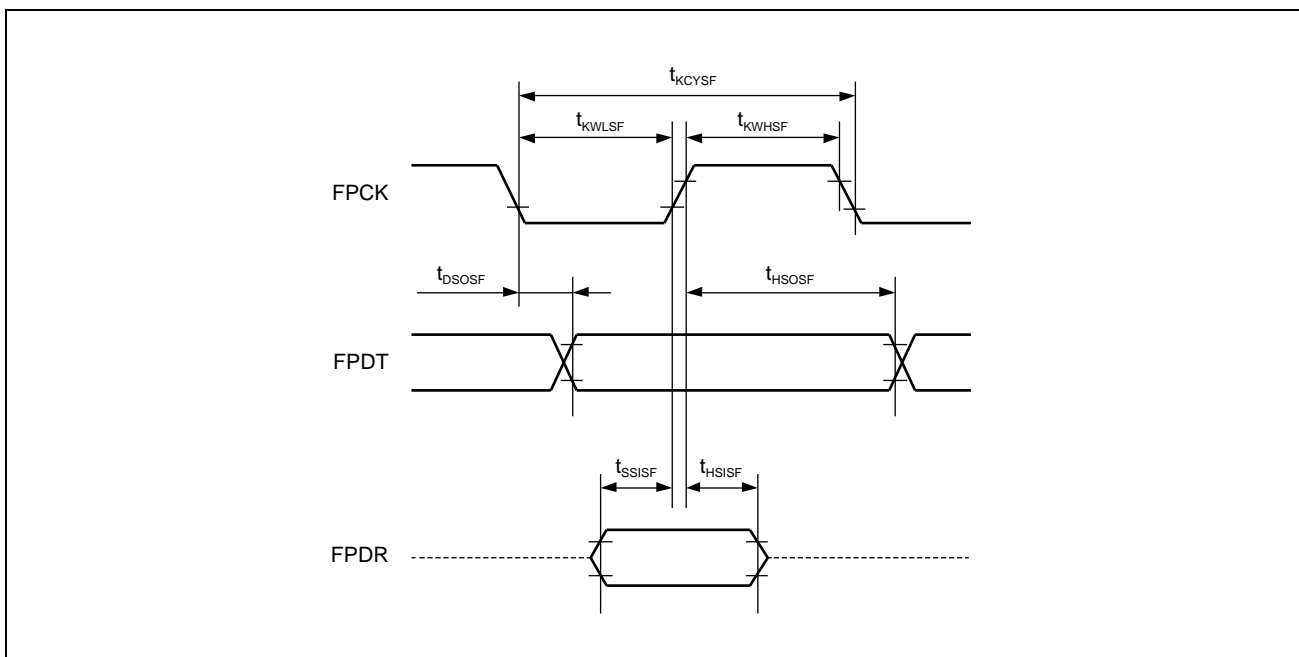 tKCYSF
tKWLSF
tKWHSF
FPCK
tDSOSF
tHSOSF
FPDT
tSSISF
tHSISF
FPDR